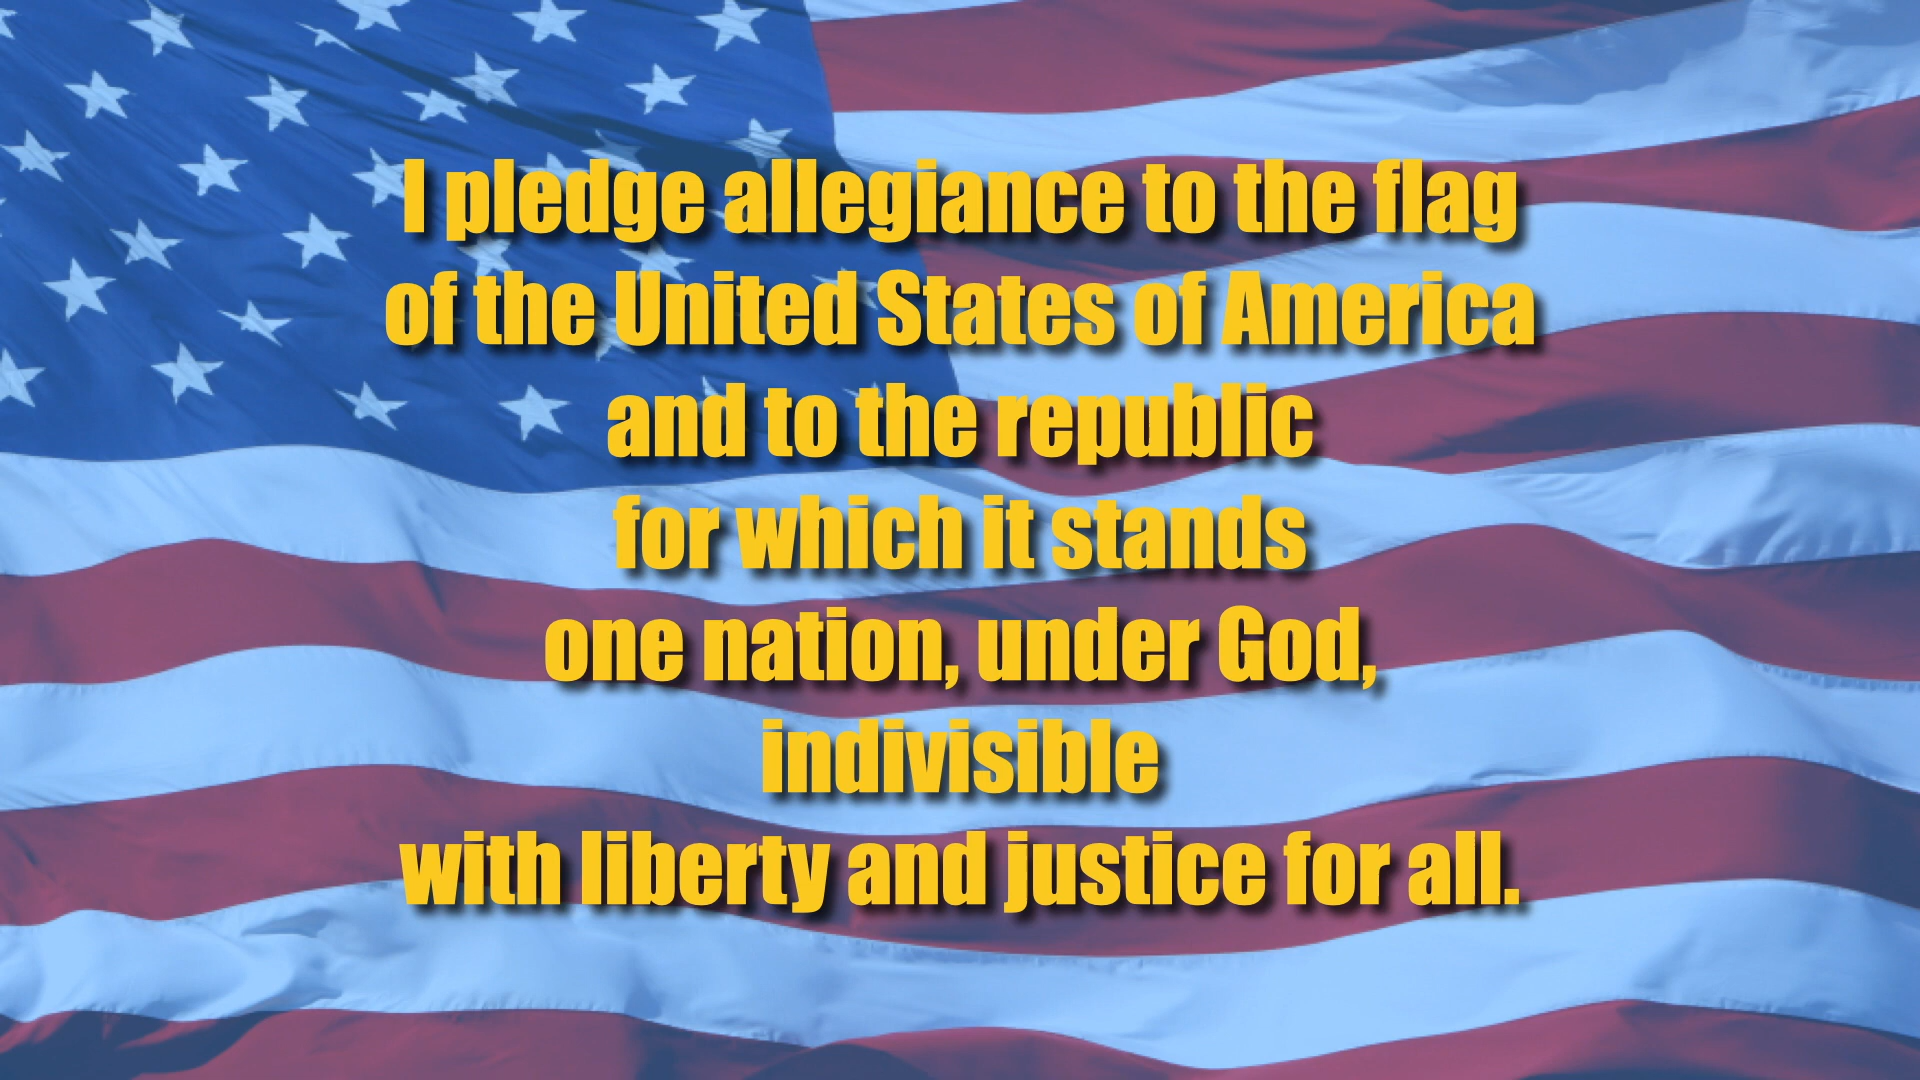 I pledge allegiance to the flag
of the United States of America
and to the republic
for which it stands
one nation, under God,
indivisible
with liberty and justice for all.